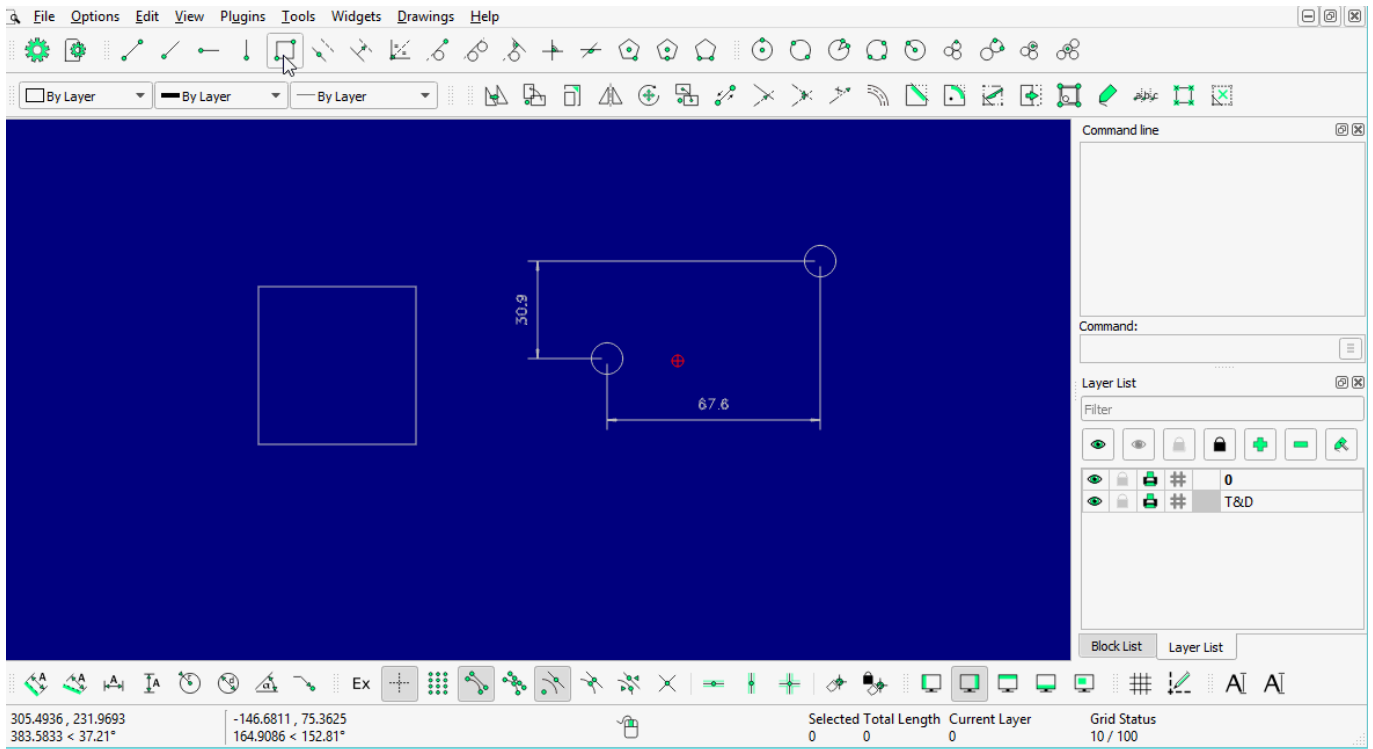 File Options Edit View Plugins Tools Widgets Drawings Help
By Layer By Layer By Layer
Command line
30.9
67.6
Command:
Layer List
Filter
0
T&D
Block List Layer List
Ex
305.4936 , 231.9693 -146.6811 , 75.3625 Selected Total Length Current Layer Grid Status
383.5833 < 37.21° 164.9086 < 152.81° 0 0 0 10 / 100